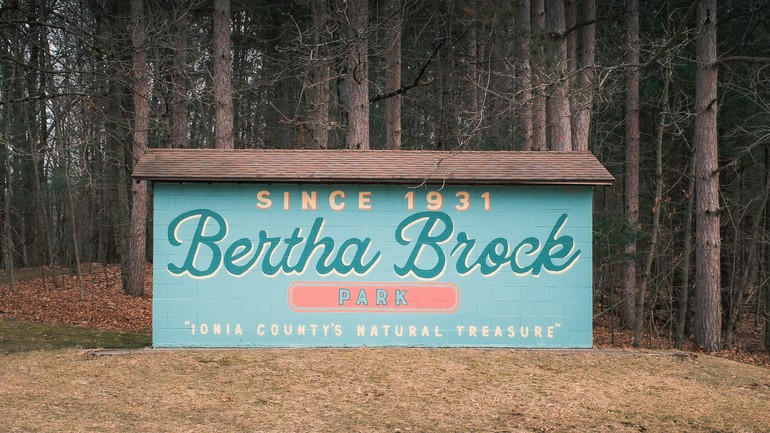 SINCE 1931
Bertha Brock
PARK
"IONIA COUNTY'S NATURAL TREASURE"